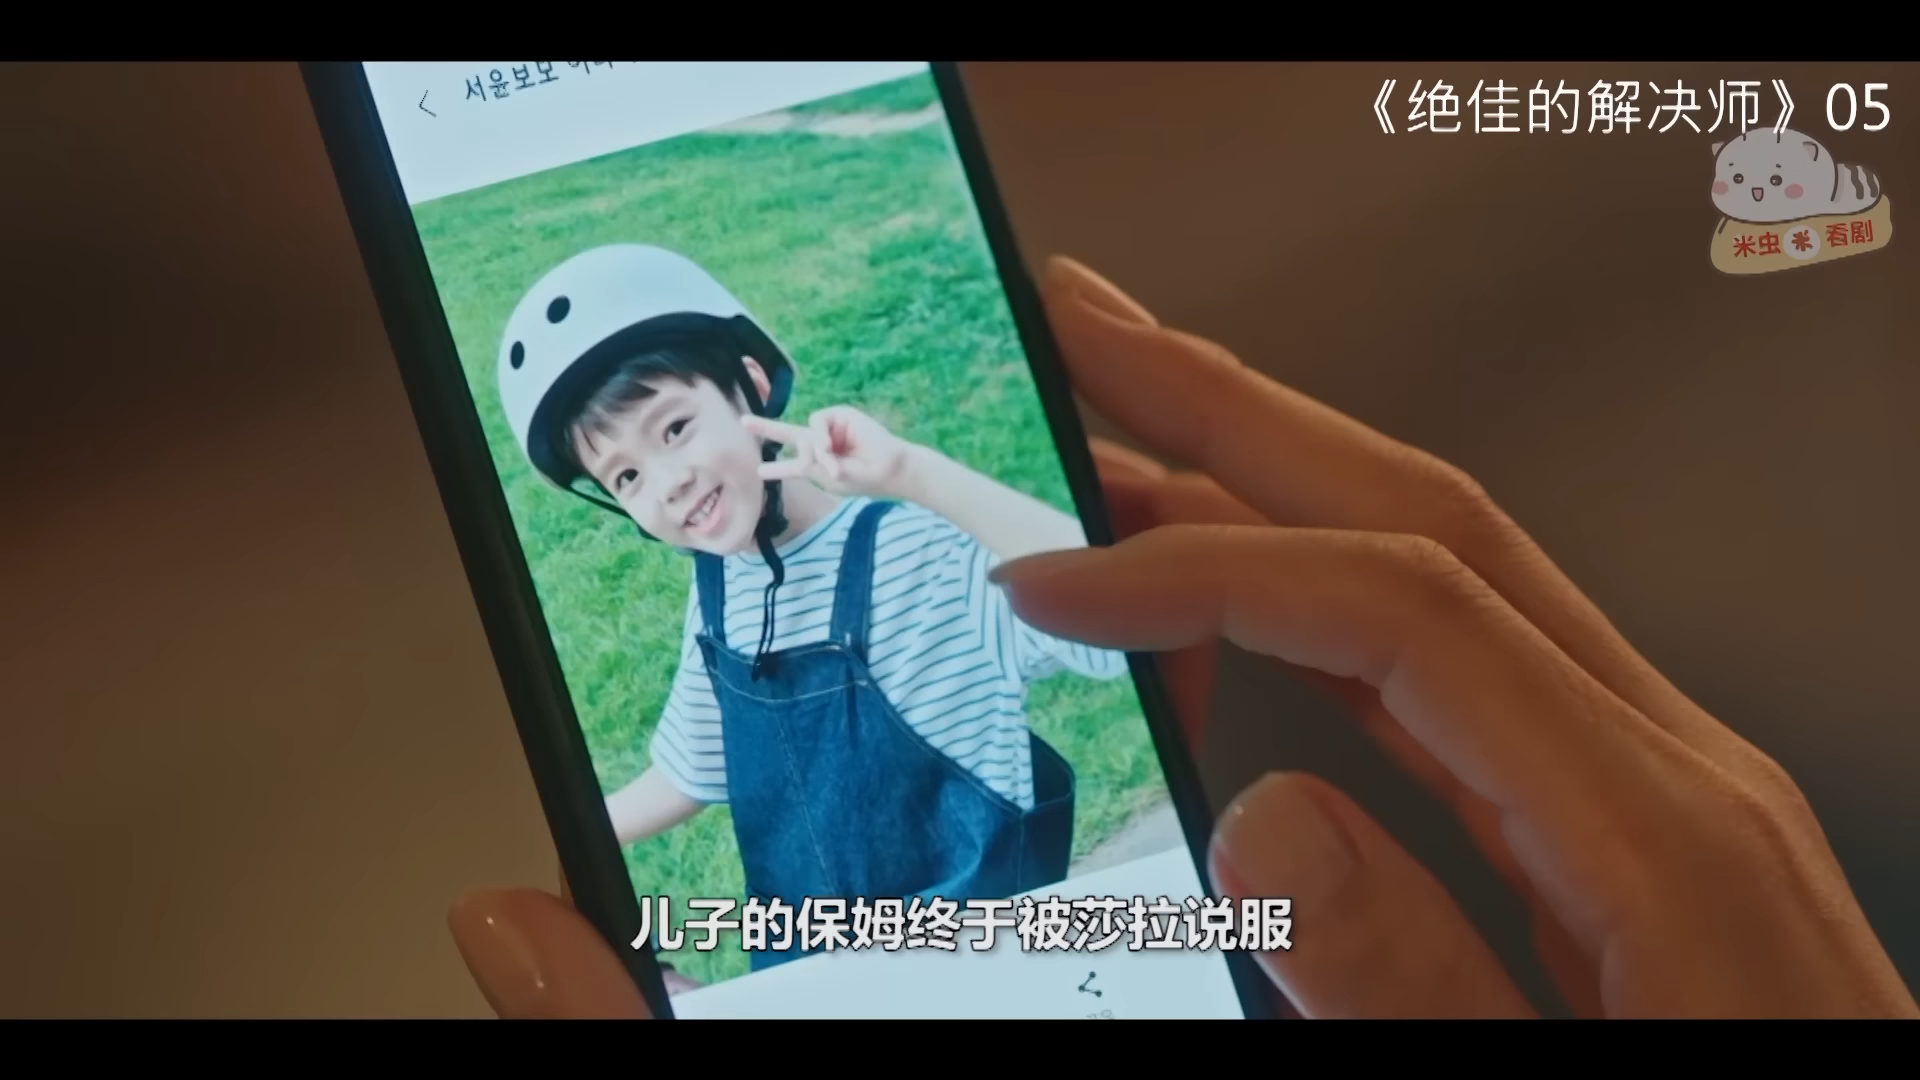 서윤보모
《绝佳的解决师》05
米虫 米 看剧
儿子的保姆终于被莎拉说服